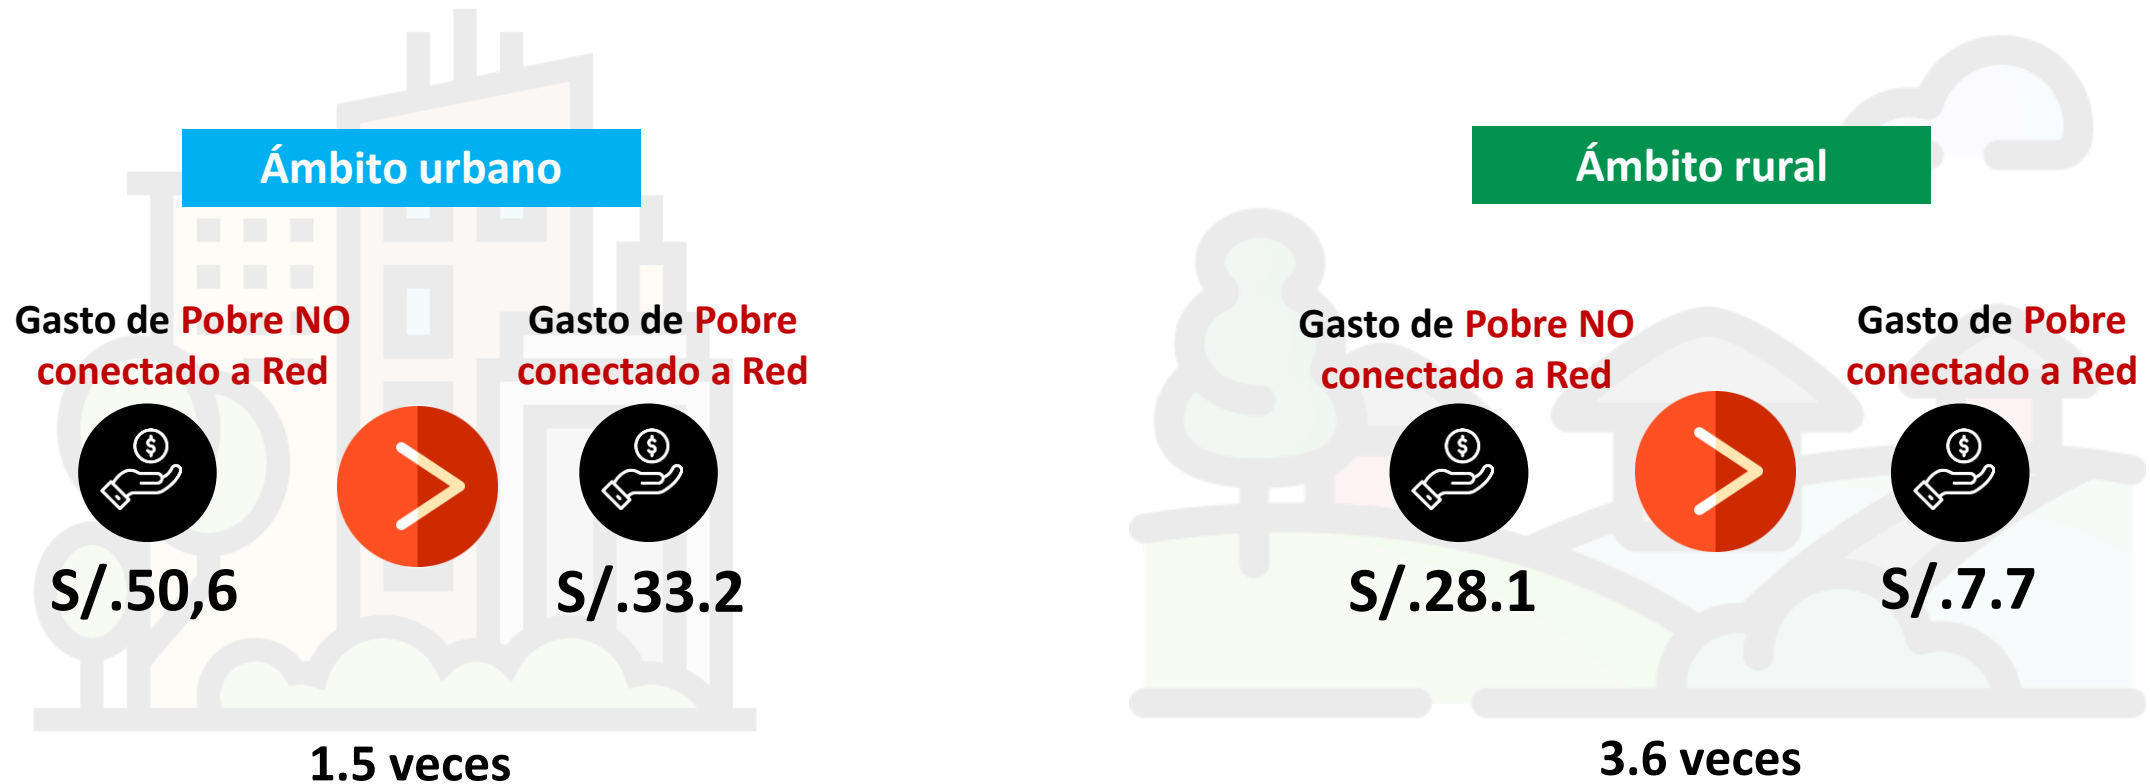 Ámbito urbano
Gasto de Pobre NO
conectado a Red
Gasto de Pobre
conectado a Red
$
$
S/.50,6
S/.33.2
1.5 veces
Ámbito rural
Gasto de Pobre NO
conectado a Red
Gasto de Pobre
conectado a Red
$
$
S/.28.1
S/.7.7
3.6 veces